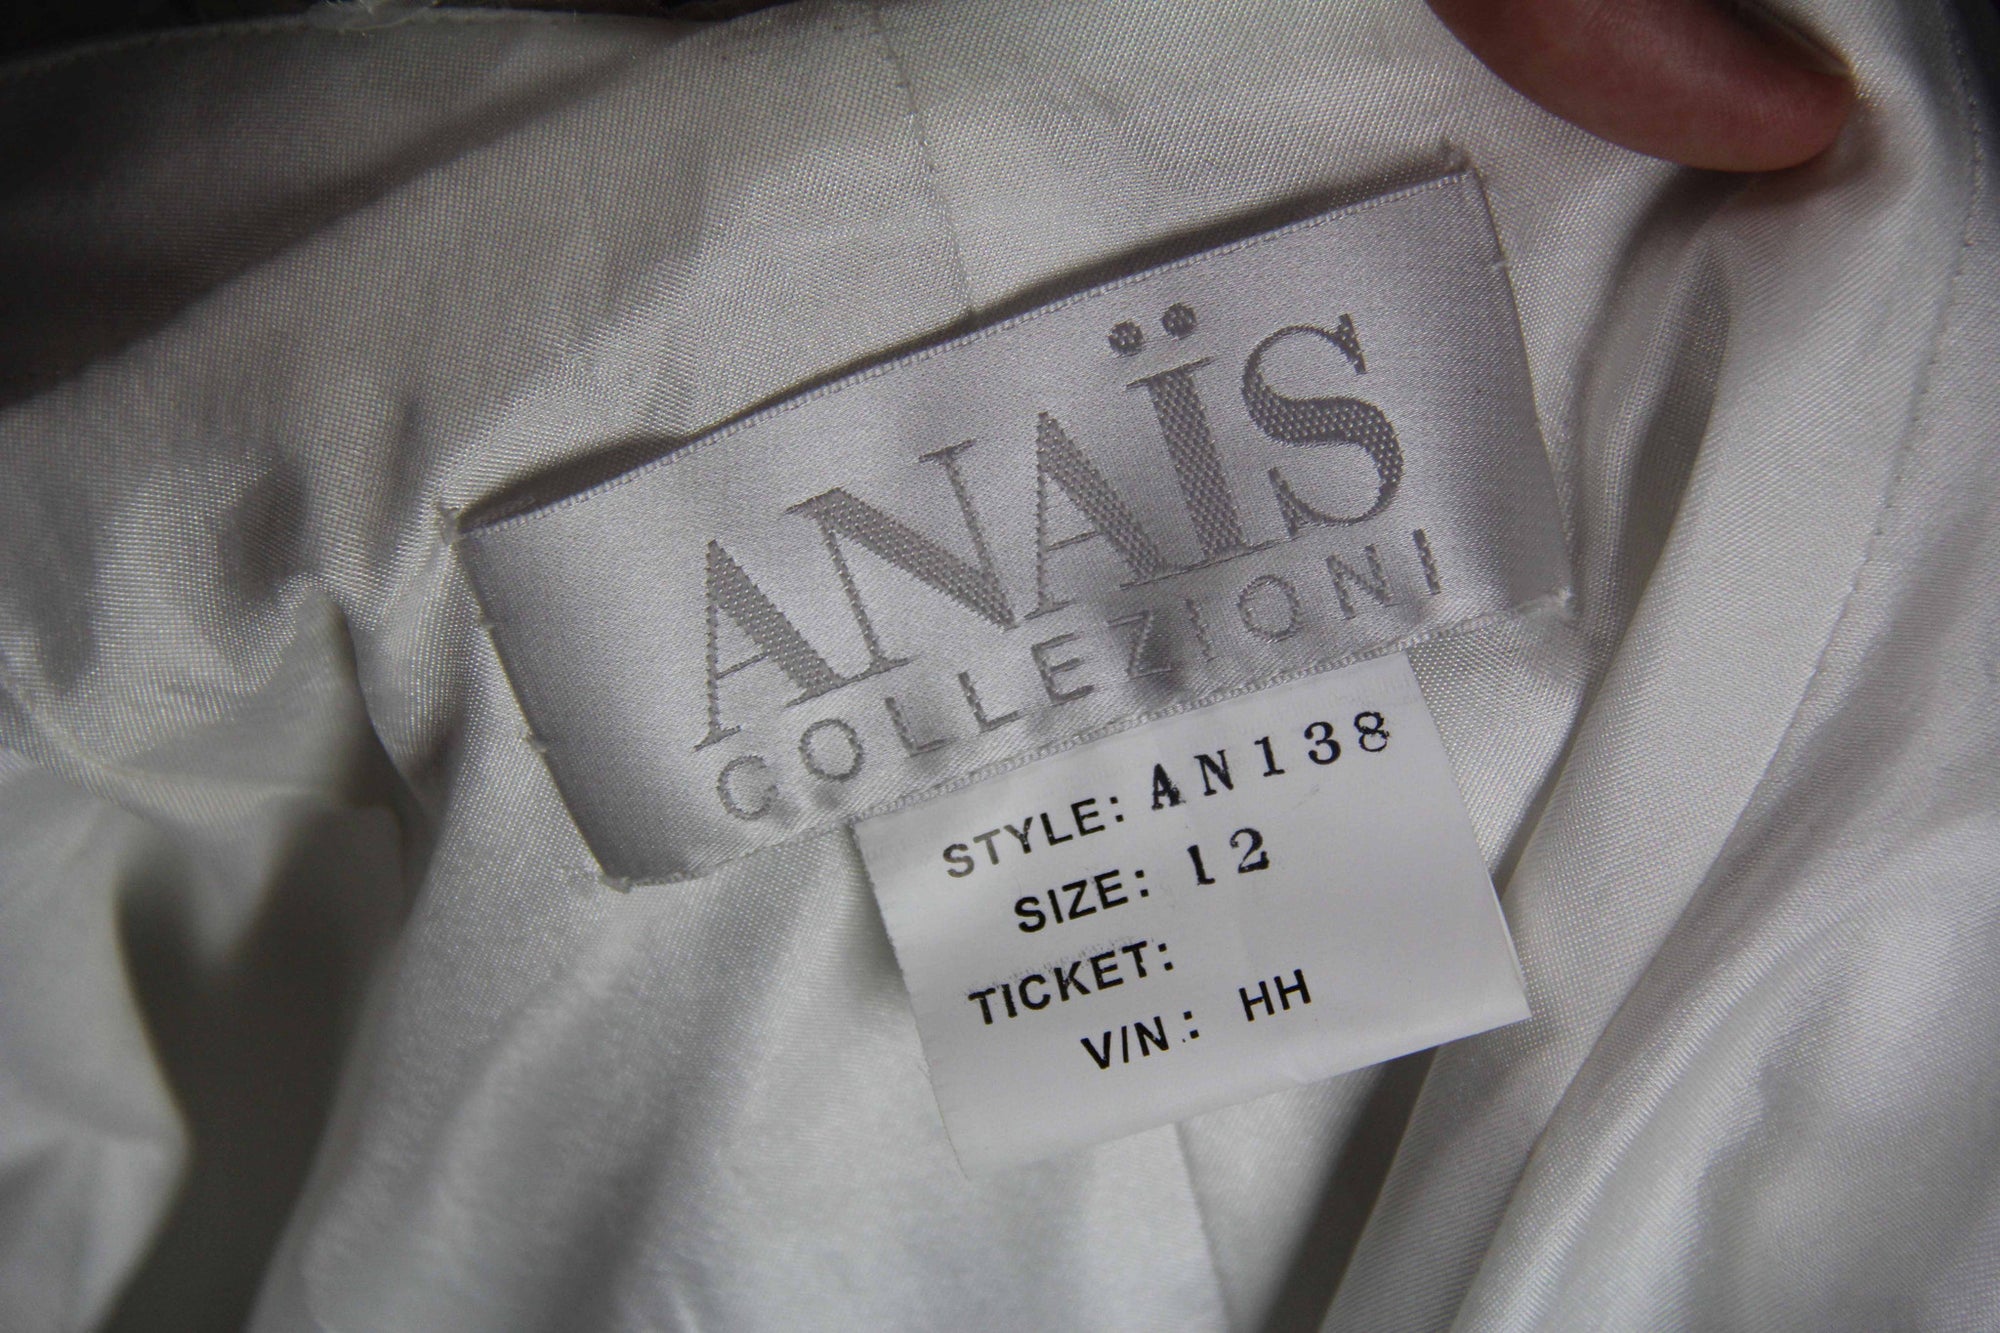 ANAÏS
COLLEZIONI
STYLE: AN138
SIZE: 12
TICKET:
V/N.: HH